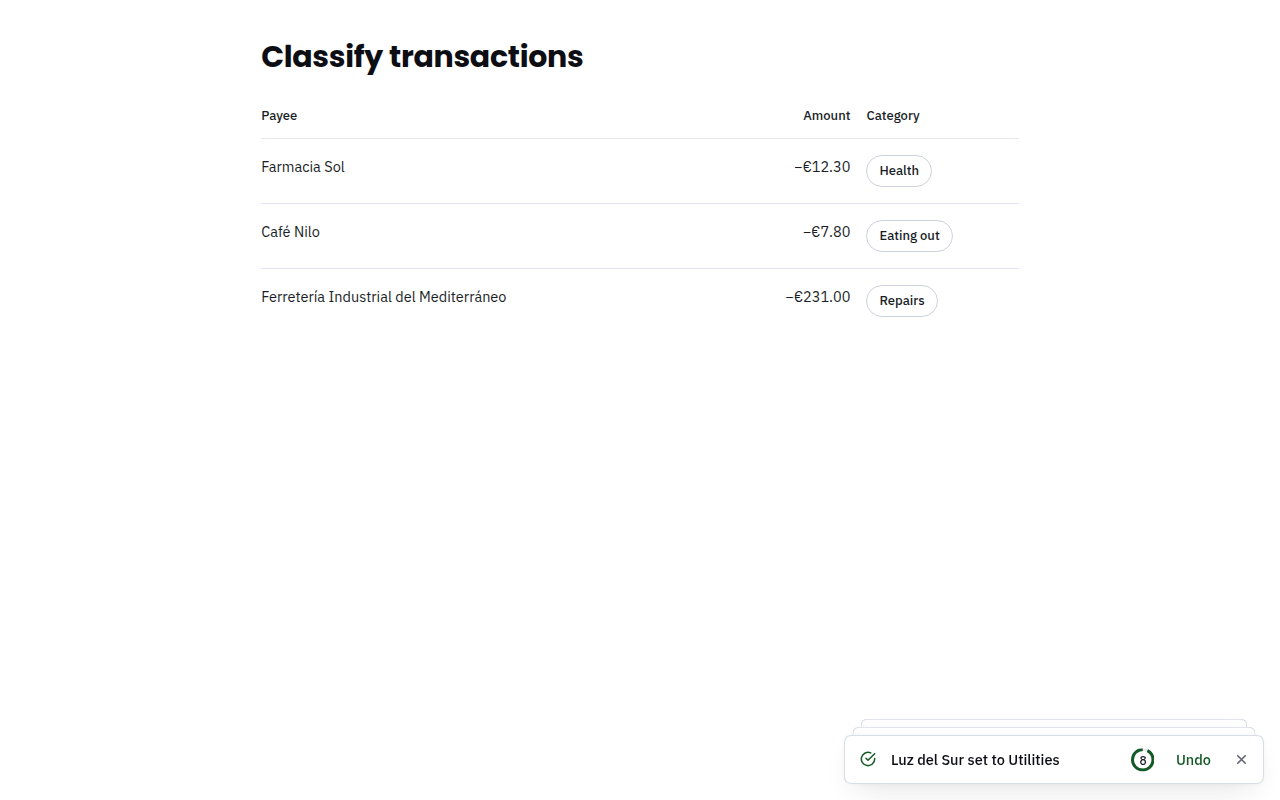 Classify transactions
Payee Amount Category
Farmacia Sol −€12.30 Health
Café Nilo −€7.80 Eating out
Ferretería Industrial del Mediterráneo −€231.00 Repairs
Luz del Sur set to Utilities 8 Undo